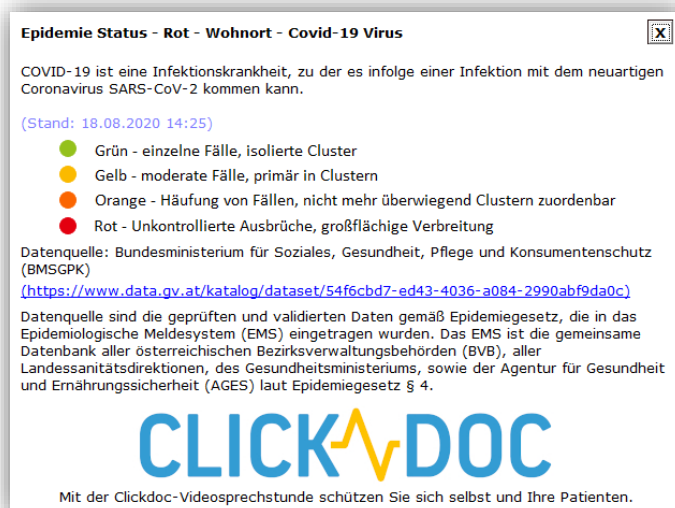 Epidemie Status - Rot - Wohnort - Covid-19 Virus
X
COVID-19 ist eine Infektionskrankheit, zu der es infolge einer Infektion mit dem neuartigen
Coronavirus SARS-CoV-2 kommen kann.
(Stand: 18.08.2020 14:25)
Grün - einzelne Fälle, isolierte Cluster
Gelb - moderate Fälle, primär in Clustern
Orange - Häufung von Fällen, nicht mehr überwiegend Clustern zuordenbar
Rot - Unkontrollierte Ausbrüche, großflächige Verbreitung
Datenquelle: Bundesministerium für Soziales, Gesundheit, Pflege und Konsumentenschutz
(BMSGPK)
(https://www.data.gv.at/katalog/dataset/54f6cbd7-ed43-4036-a084-2990abf9da0c)
Datenquelle sind die geprüften und validierten Daten gemäß Epidemiegesetz, die in das
Epidemiologische Meldesystem (EMS) eingetragen wurden. Das EMS ist die gemeinsame
Datenbank aller österreichischen Bezirksverwaltungsbehörden (BVB), aller
Landessanitätsdirektionen, des Gesundheitsministeriums, sowie der Agentur für Gesundheit
und Ernährungssicherheit (AGES) laut Epidemiegesetz § 4.
CLICK DOC
Mit der Clickdoc-Videosprechstunde schützen Sie sich selbst und Ihre Patienten.